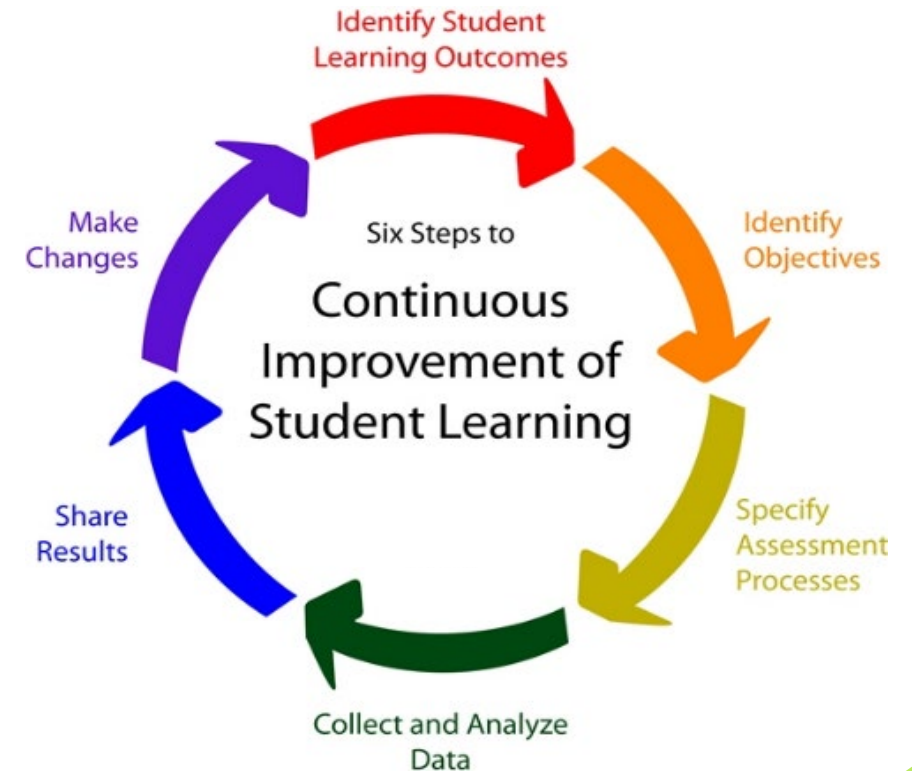 Identify Student
Learning Outcomes
Six Steps to
Continuous
Improvement of
Student Learning
Identify
Objectives
Specify
Assessment
Processes
Collect and Analyze
Data
Share
Results
Make
Changes